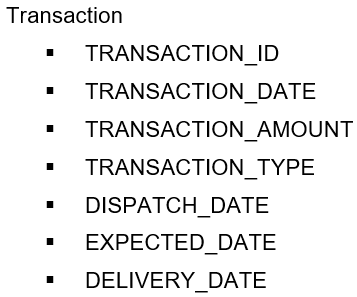 Transaction
▪ TRANSACTION_ID
▪ TRANSACTION_DATE
▪ TRANSACTION_AMOUNT
▪ TRANSACTION_TYPE
▪ DISPATCH_DATE
▪ EXPECTED_DATE
▪ DELIVERY_DATE